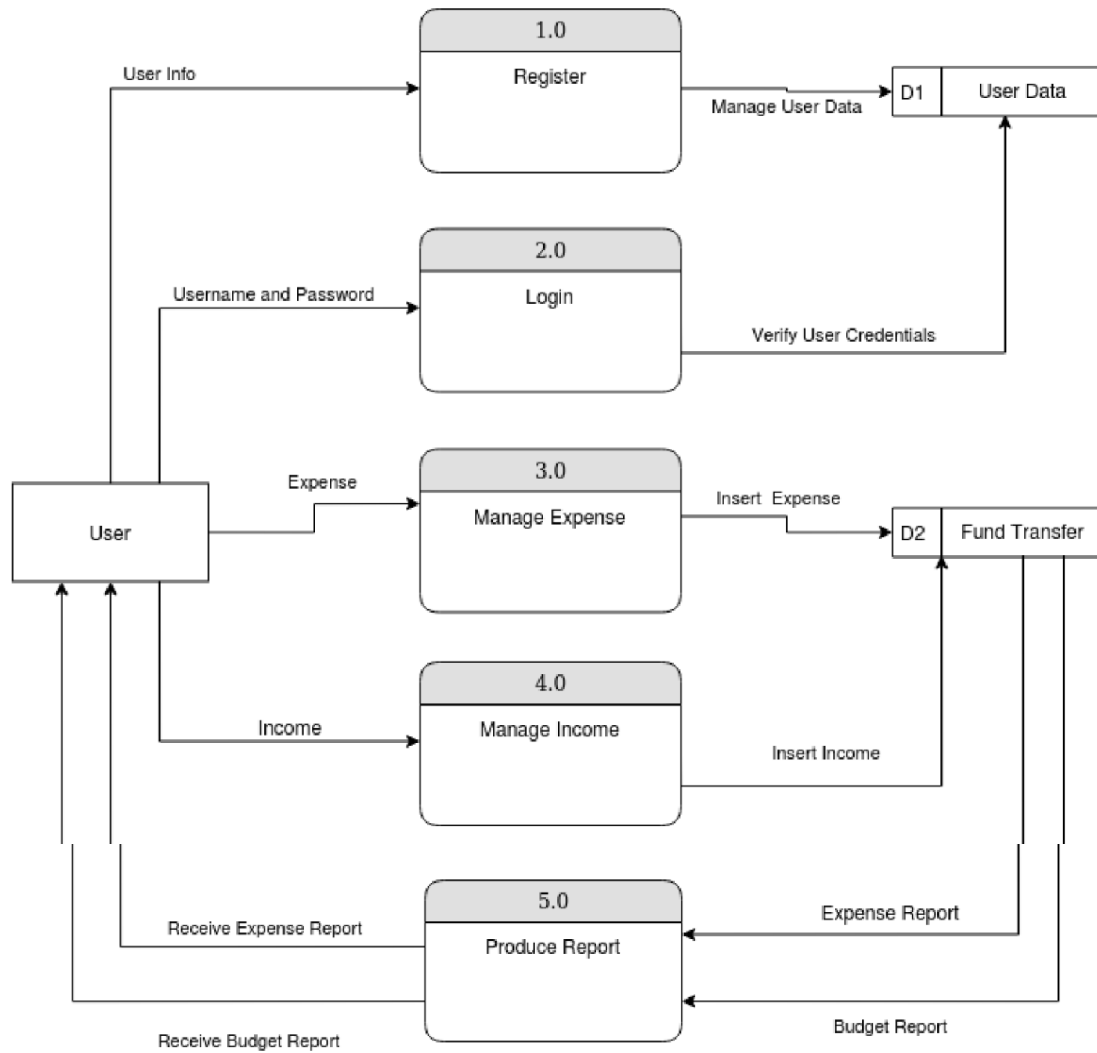 1.0
User Info
Register
Manage User Data
D1
User Data
2.0
Username and Password
Login
Verify User Credentials
3.0
Expense
Manage Expense
Insert Expense
User
D2
Fund Transfer
4.0
Income
Manage Income
Insert Income
5.0
Receive Expense Report
Produce Report
Expense Report
Receive Budget Report
Budget Report